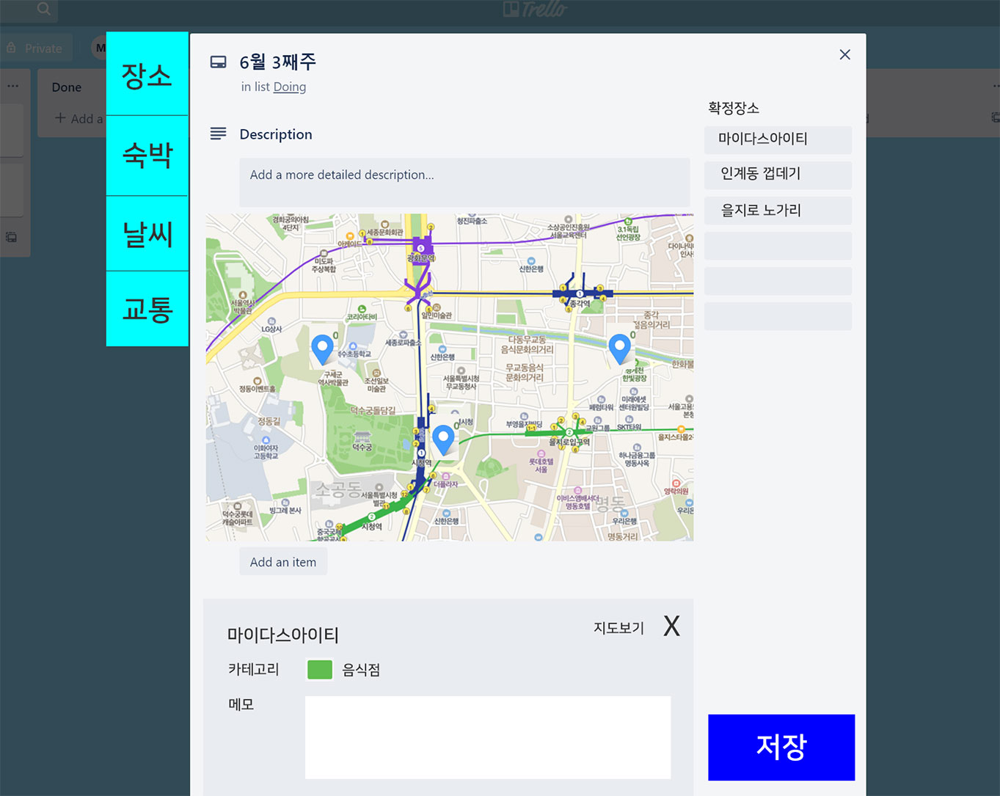 Trello
Private
M
Done
+ Add a
장소
숙박
날씨
교통
6월 3째주
in list Doing
Description
Add a more detailed description...
경희궁의아침
4단지
세종문화회관
아케이드
미도파
주상복합
광화문역
청진파출소
소상공인진흥원
서울교육센터
3.1독립
선언광장
다이나믹
인사
신한은행
서울역사
박물관
LG상사
코리아타비
일민미술관
세종로파출소
종각역
종각
젊음의거리
다동무교동
음식문화의거리
신한은행
무교동음식
문화의거리
덕수초등학교
구세군
역사박물관
조선일보
미술관
서울특별시청
무교동청사
청계천
한빛광장
한화불
정동이벤트홀
덕수궁돌담길
정동길
이화여자
고등학교
덕수궁
시청
부영을지빌딩
페럼타워
미래에셋
센터원빌딩
서울고용
본청
교원그룹
SKT타워
을지스타몰2
을지로입구역
시청역
더플라자
롯데호텔
서울
하나금융그룹
명동사옥
소공동
서울특별시청
별관
빙그레 본사
덕수궁롯데
캐슬아파트
중국국제
항공공사
시청역
신한은행
이비스앰배서더
명동호텔
명동
영락의원
우리은행
우리은
명동거리
Add an item
확정장소
마이다스아이티
인계동 껍데기
을지로 노가리
마이다스아이티
지도보기
X
카테고리
음식점
메모
저장